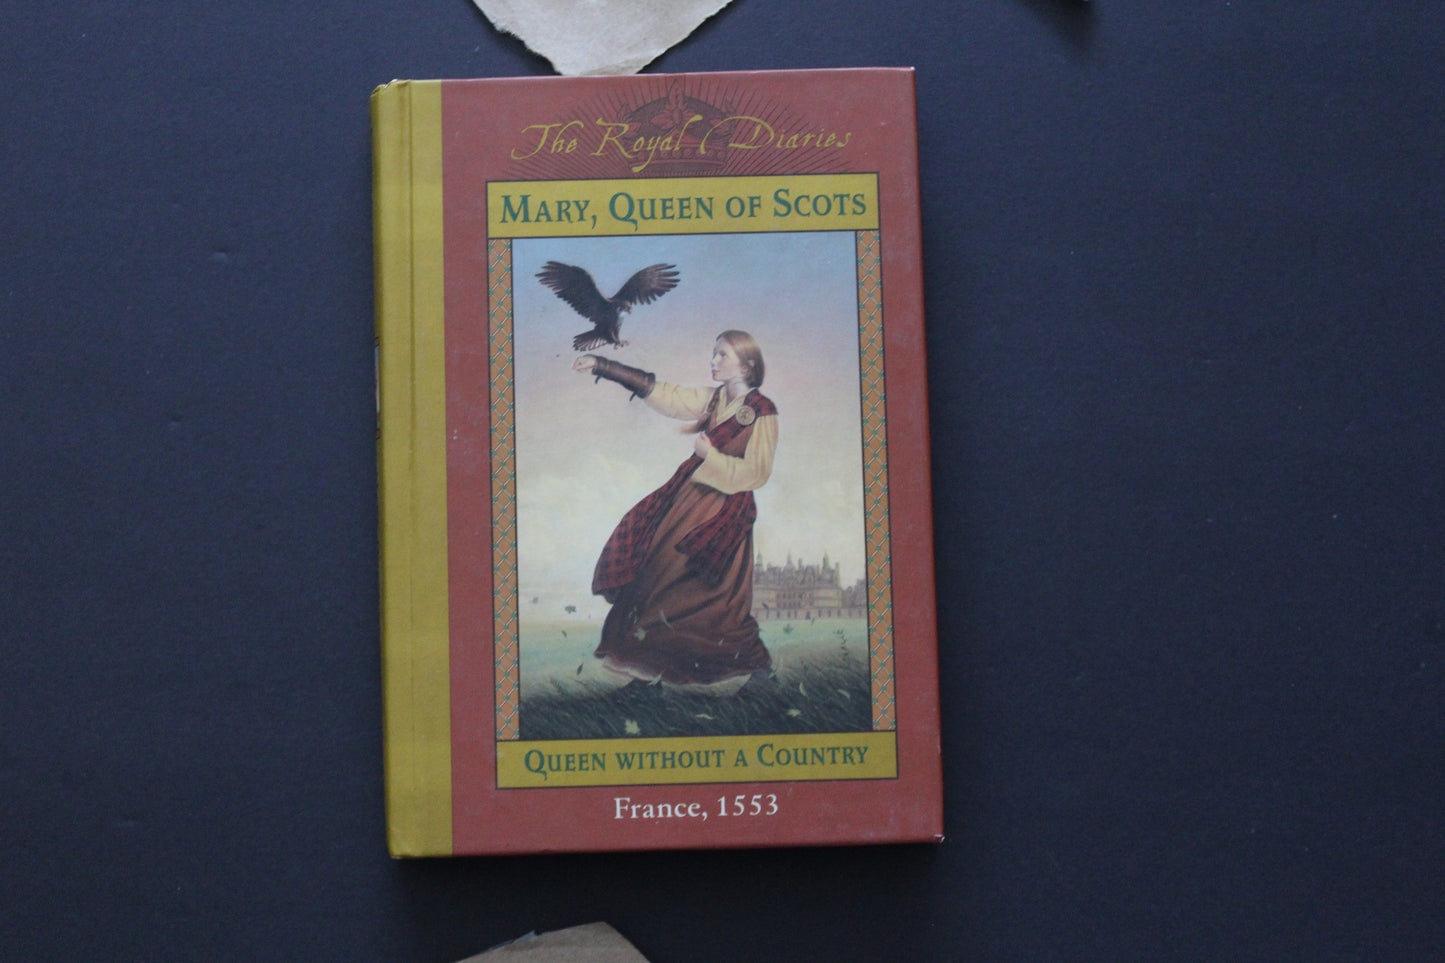 The Royal Diaries
MARY, QUEEN OF SCOTS
QUEEN WITHOUT A COUNTRY
France, 1553